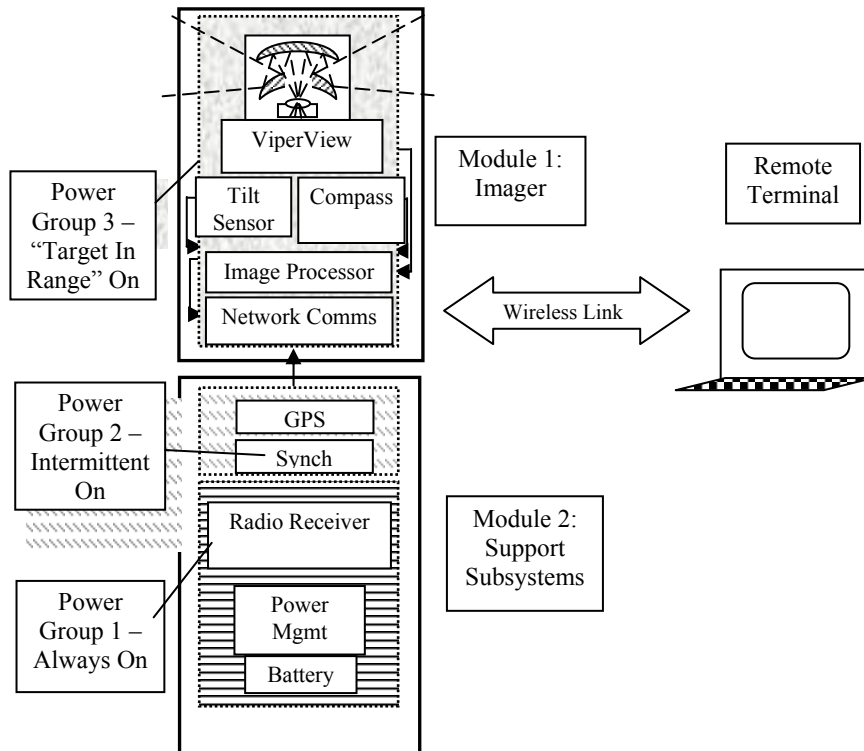 ViperView
Tilt
Sensor
Compass
Image Processor
Network Comms
Power
Group 3 –
“Target In
Range” On
Module 1:
Imager
Remote
Terminal
Wireless Link
Power
Group 2 –
Intermittent
On
GPS
Synch
Radio Receiver
Power
Mgmt
Battery
Module 2:
Support
Subsystems
Power
Group 1 –
Always On